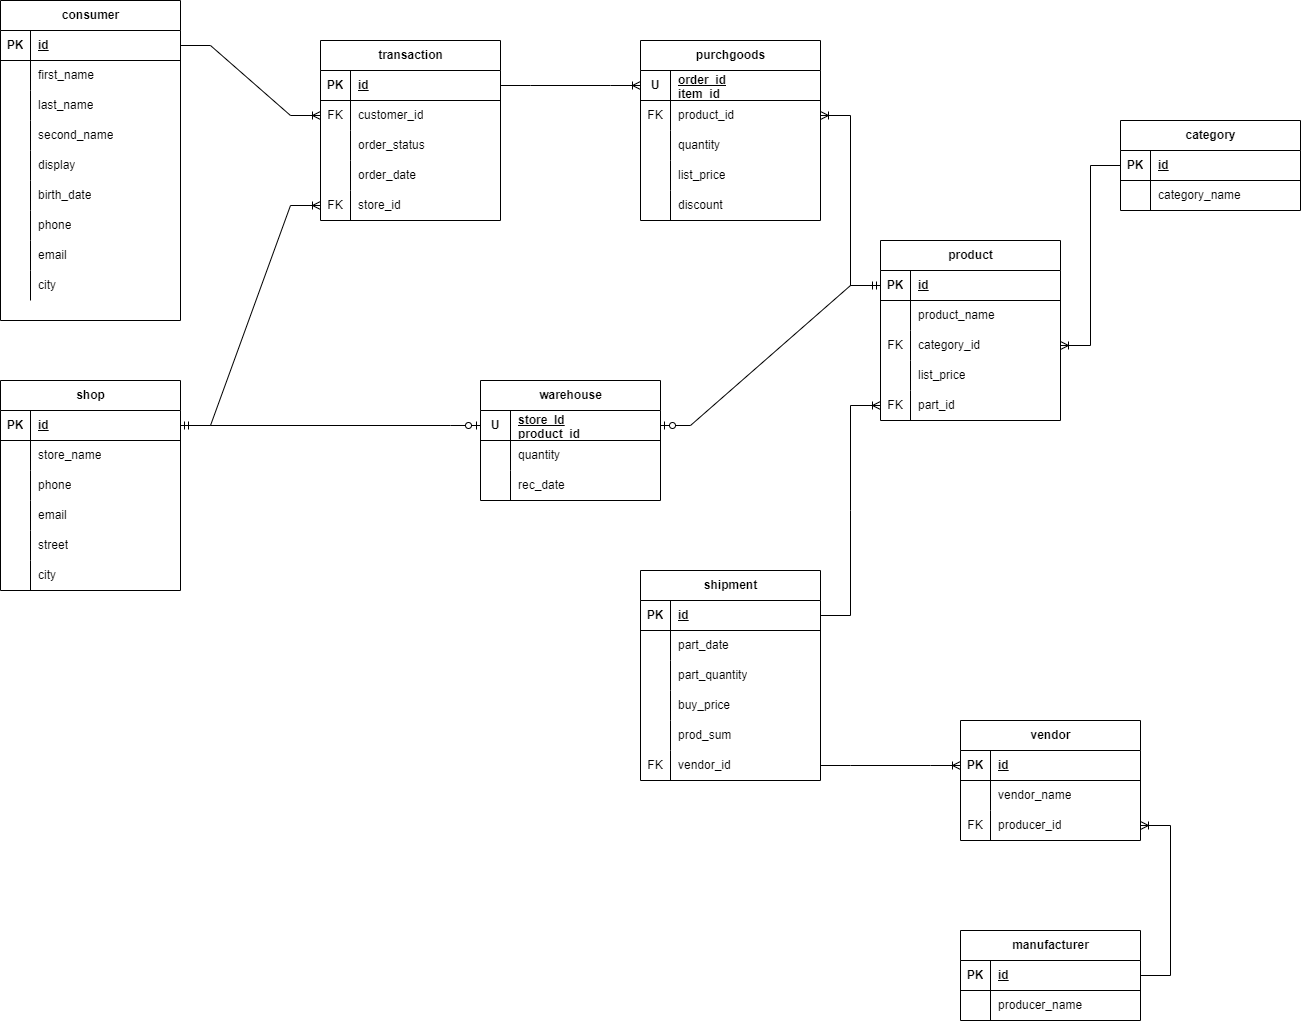 consumer
PK id
first_name
last_name
second_name
display
birth_date
phone
email
city
transaction
PK id
FK customer_id
order_status
order_date
FK store_id
purchgoods
U order_id
item_id
FK product_id
quantity
list_price
discount
category
PK id
category_name
product
PK id
product_name
FK category_id
list_price
FK part_id
shop
PK id
store_name
phone
email
street
city
warehouse
U store_Id
product_id
quantity
rec_date
shipment
PK id
part_date
part_quantity
buy_price
prod_sum
FK vendor_id
vendor
PK id
vendor_name
FK producer_id
manufacturer
PK id
producer_name